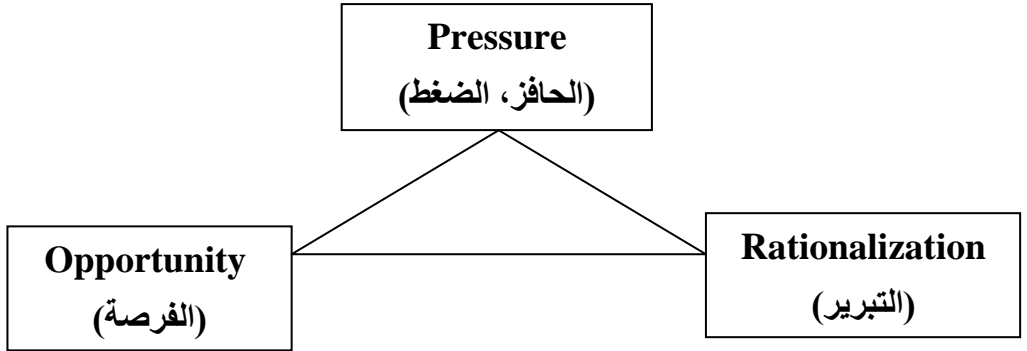 Pressure
(الحافز، الضغط)
Opportunity
(الفرصة)
Rationalization
(التبرير)